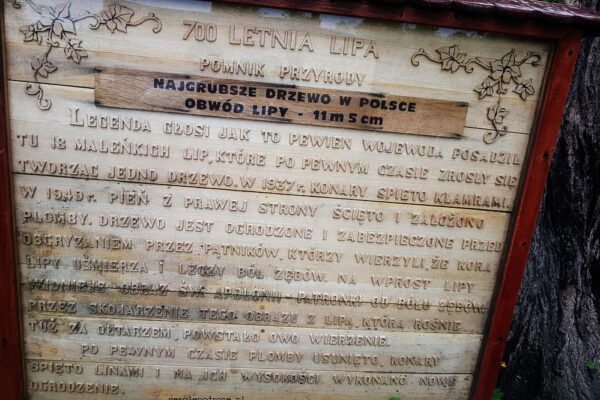 700 LETNIA LIPA
POMNIK PRZYRODY
NAJGRUBSZE DRZEWO W POLSCE
OBWÓD LIPY - 11 m 5 cm
LEGENDA GŁOSI JAK TO PEWIEN WOJEWODA POSADZIŁ
TU 18 MALEŃKICH LIP, KTÓRE PO PEWNYM CZASIE ZROSŁY SIĘ
TWORZĄC JEDNO DRZEWO. W 1937 r. KONARY SPIĘTO KLAMRAMI.
W 1949 r. PIEŃ Z PRAWEJ STRONY ŚCIĘTO I ZAŁOŻONO
PLOMBY. DRZEWO JEST OGRODZONE I ZABEZPIECZONE PRZED
OBGRYZANIEM PRZEZ PĄTNIKÓW, KTÓRZY WIERZYLI, ŻE KORA
LIPY UŚMIERZA I LECZY BÓL ZĘBÓW. NA WPROST LIPY
OBRAZ ŚW. APOLONII - PATRONKI OD BÓLU ZĘBÓW.
PRZEZ SKOJARZENIE TEGO OBRAZU Z LIPĄ, KTÓRA ROŚNIE
TUŻ ZA OŁTARZEM, POWSTAŁO OWO WIERZENIE.
PO PEWNYM CZASIE PLOMBY USUNIĘTO, KONARY
SPIĘTO LINAMI I NA ICH WYSOKOŚCI WYKONANO NOWE
OGRODZENIE.